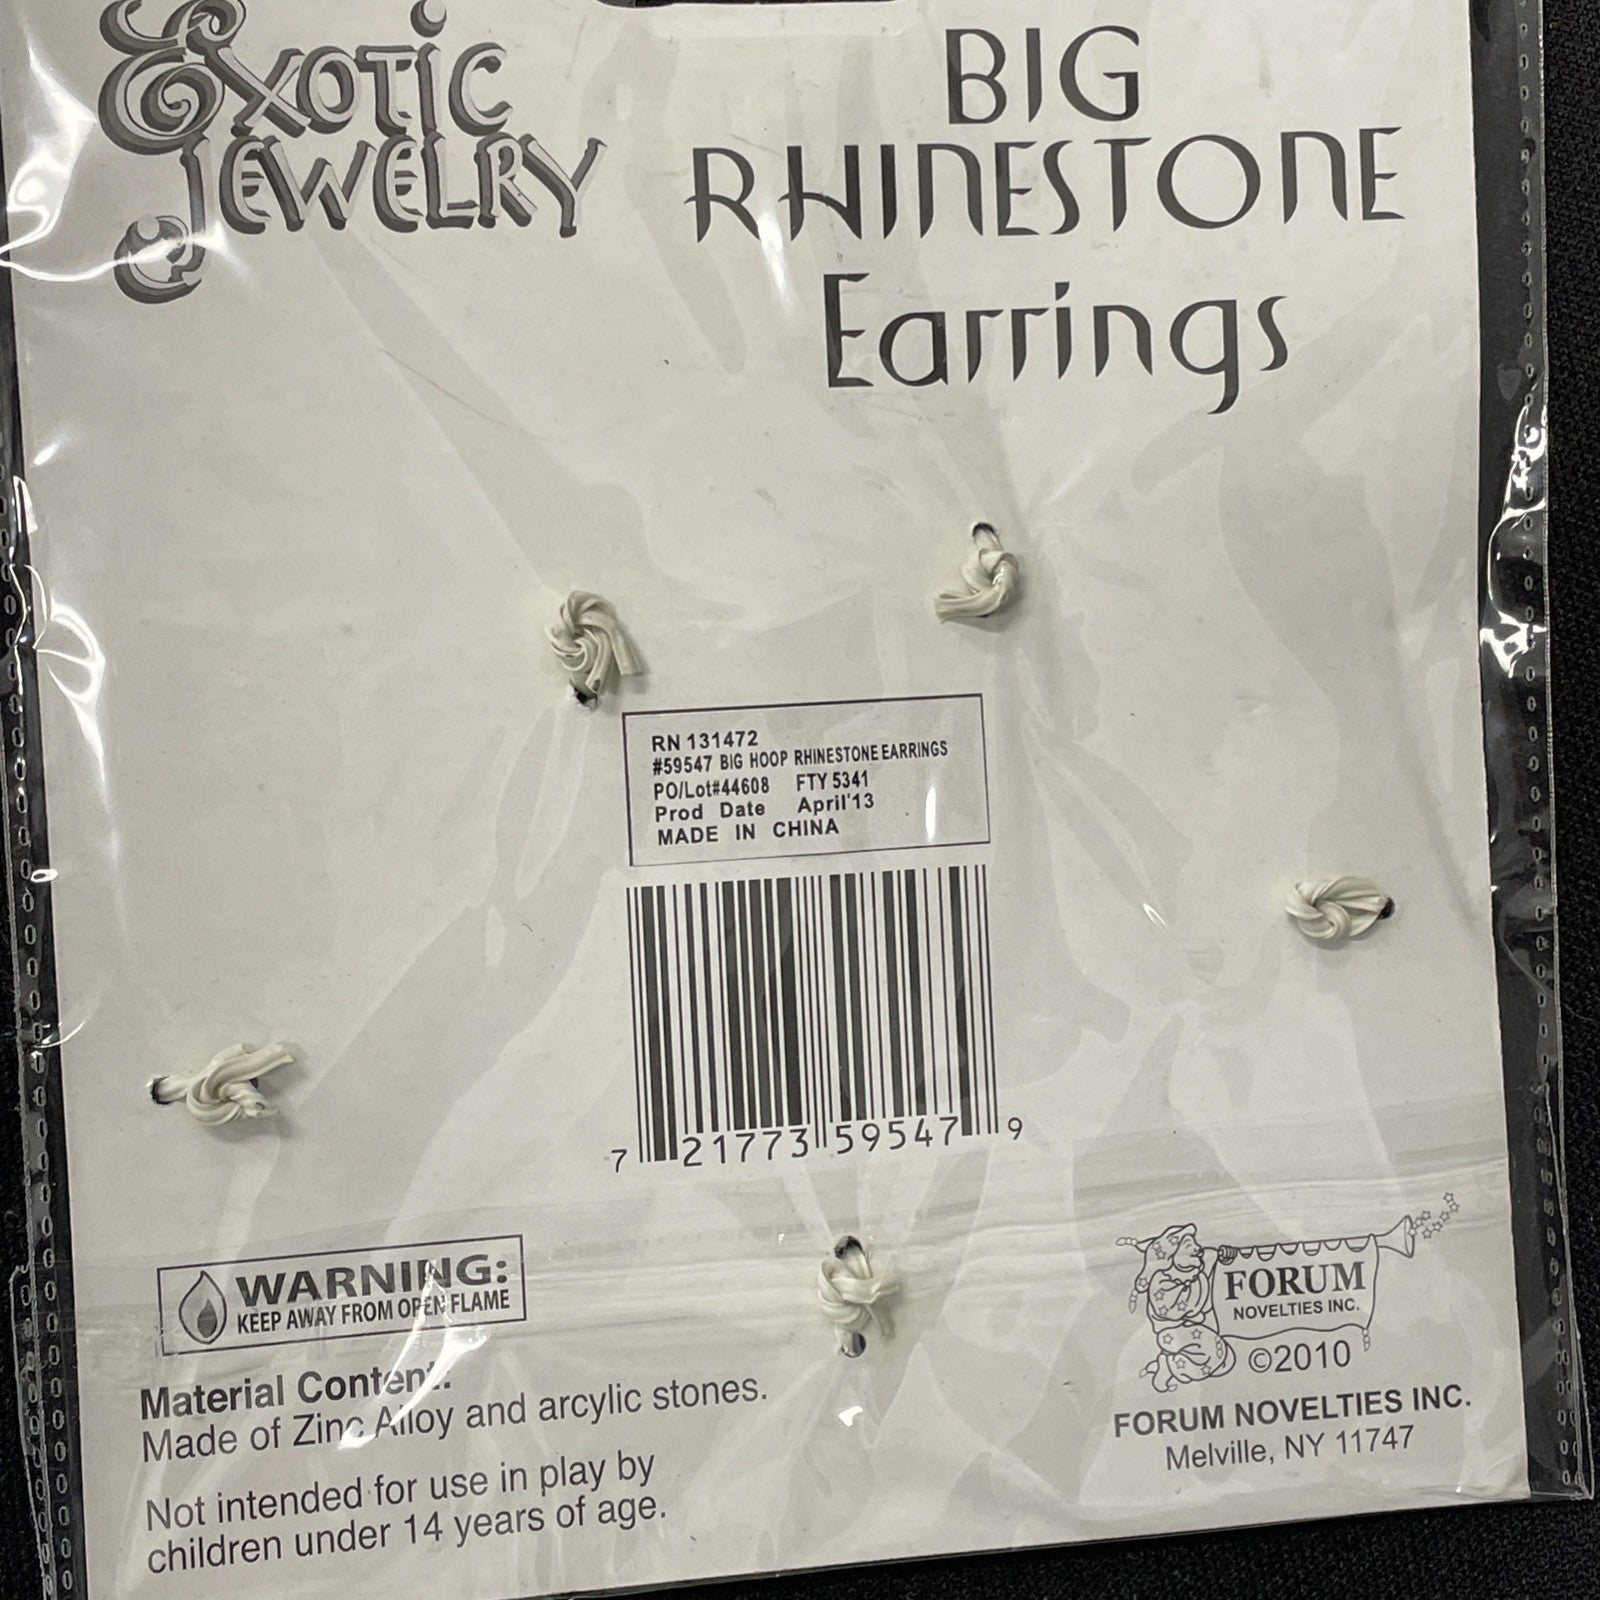 Exotic
Jewelry
BIG
RHINESTONE
Earrings
RN 131472
#59547 BIG HOOP RHINESTONE EARRINGS
PO/Lot#44608 FTY 5341
Prod Date April'13
MADE IN CHINA
7 21773 59547 9
WARNING:
KEEP AWAY FROM OPEN FLAME
Material Content:
Made of Zinc Alloy and arcylic stones.
Not intended for use in play by
children under 14 years of age.
FORUM
NOVELTIES INC.
©2010
FORUM NOVELTIES INC.
Melville, NY 11747